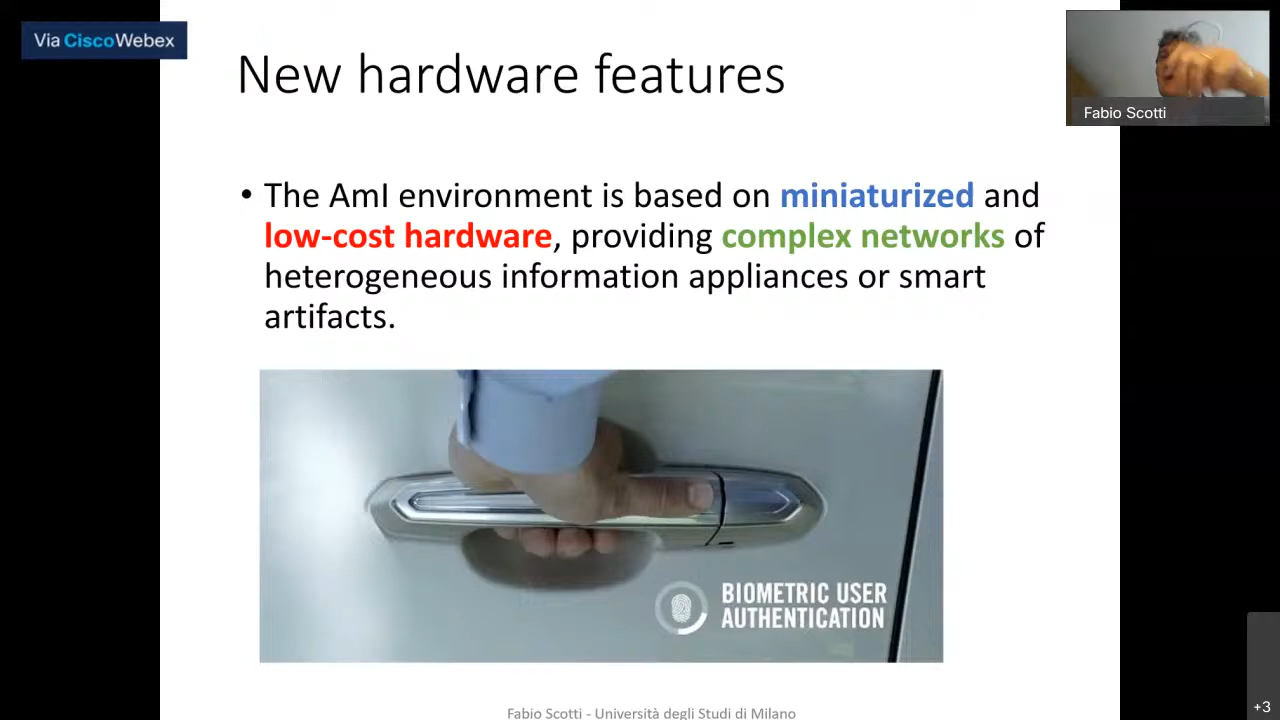 Via CiscoWebex
New hardware features
Fabio Scotti
• The AmI environment is based on miniaturized and
low-cost hardware, providing complex networks of
heterogeneous information appliances or smart
artifacts.
BIOMETRIC USER
AUTHENTICATION
Fabio Scotti - Università degli Studi di Milano
+3